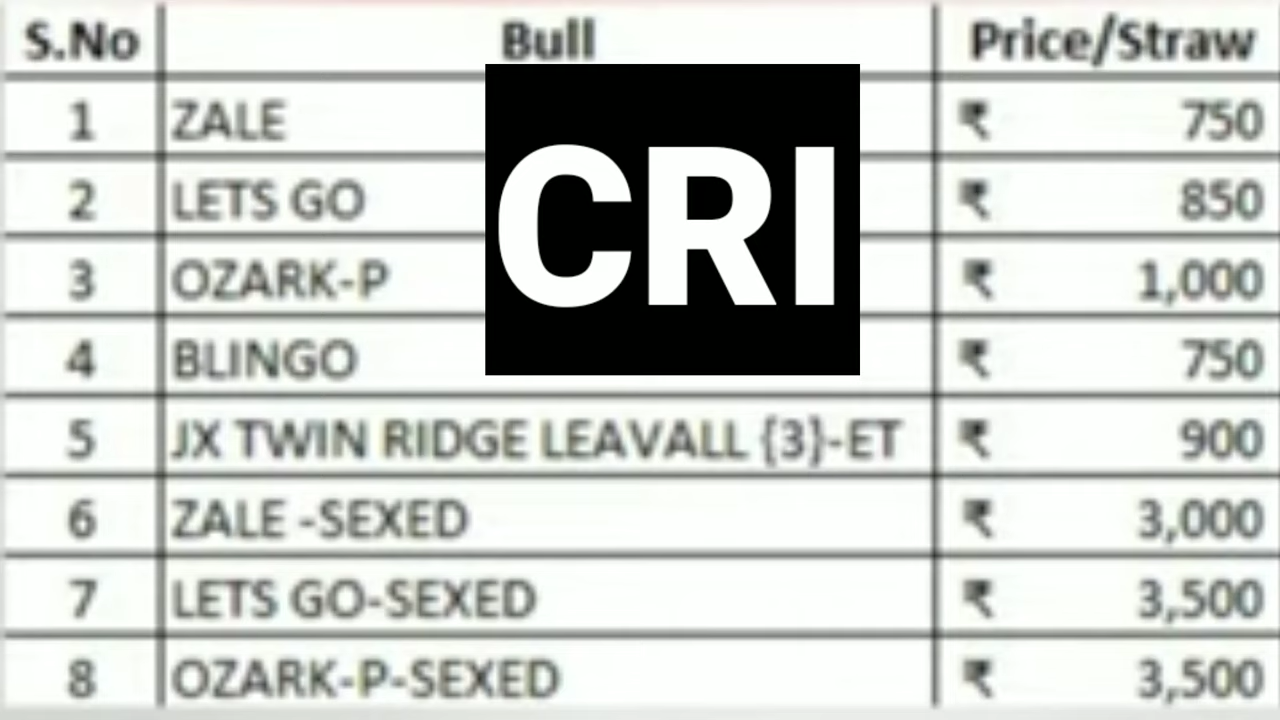 S.No Bull Price/Straw
1 ZALE ₹ 750
2 LETS GO ₹ 850
3 OZARK-P ₹ 1,000
4 BLINGO ₹ 750
CRI
5 JX TWIN RIDGE LEAVALL {3}-ET ₹ 900
6 ZALE -SEXED ₹ 3,000
7 LETS GO-SEXED ₹ 3,500
8 OZARK-P-SEXED ₹ 3,500